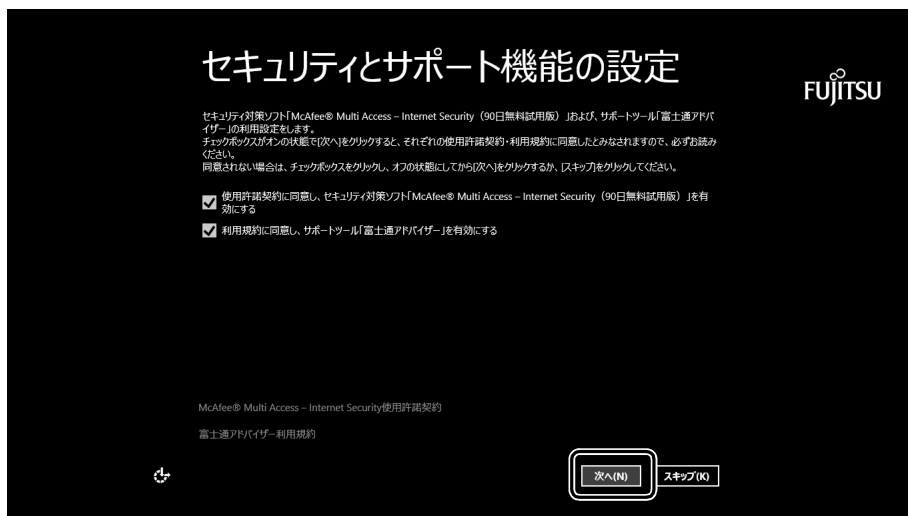 セキュリティとサポート機能の設定
FUJITSU
セキュリティ対策ソフト「McAfee® Multi Access – Internet Security（90日無料試用版）」および、サポートツール「富士通アドバ
イザー」の利用設定をします。
チェックボックスがオンの状態で[次へ]をクリックすると、それぞれの使用許諾契約・利用規約に同意したとみなされますので、必ずお読み
ください。
同意されない場合は、チェックボックスをクリックし、オフの状態にしてから[次へ]をクリックするか、[スキップ]をクリックしてください。
使用許諾契約に同意し、セキュリティ対策ソフト「McAfee® Multi Access – Internet Security（90日無料試用版）」を有
効にする
利用規約に同意し、サポートツール「富士通アドバイザー」を有効にする
McAfee® Multi Access – Internet Security使用許諾契約
富士通アドバイザー利用規約
次へ(N)
スキップ(K)